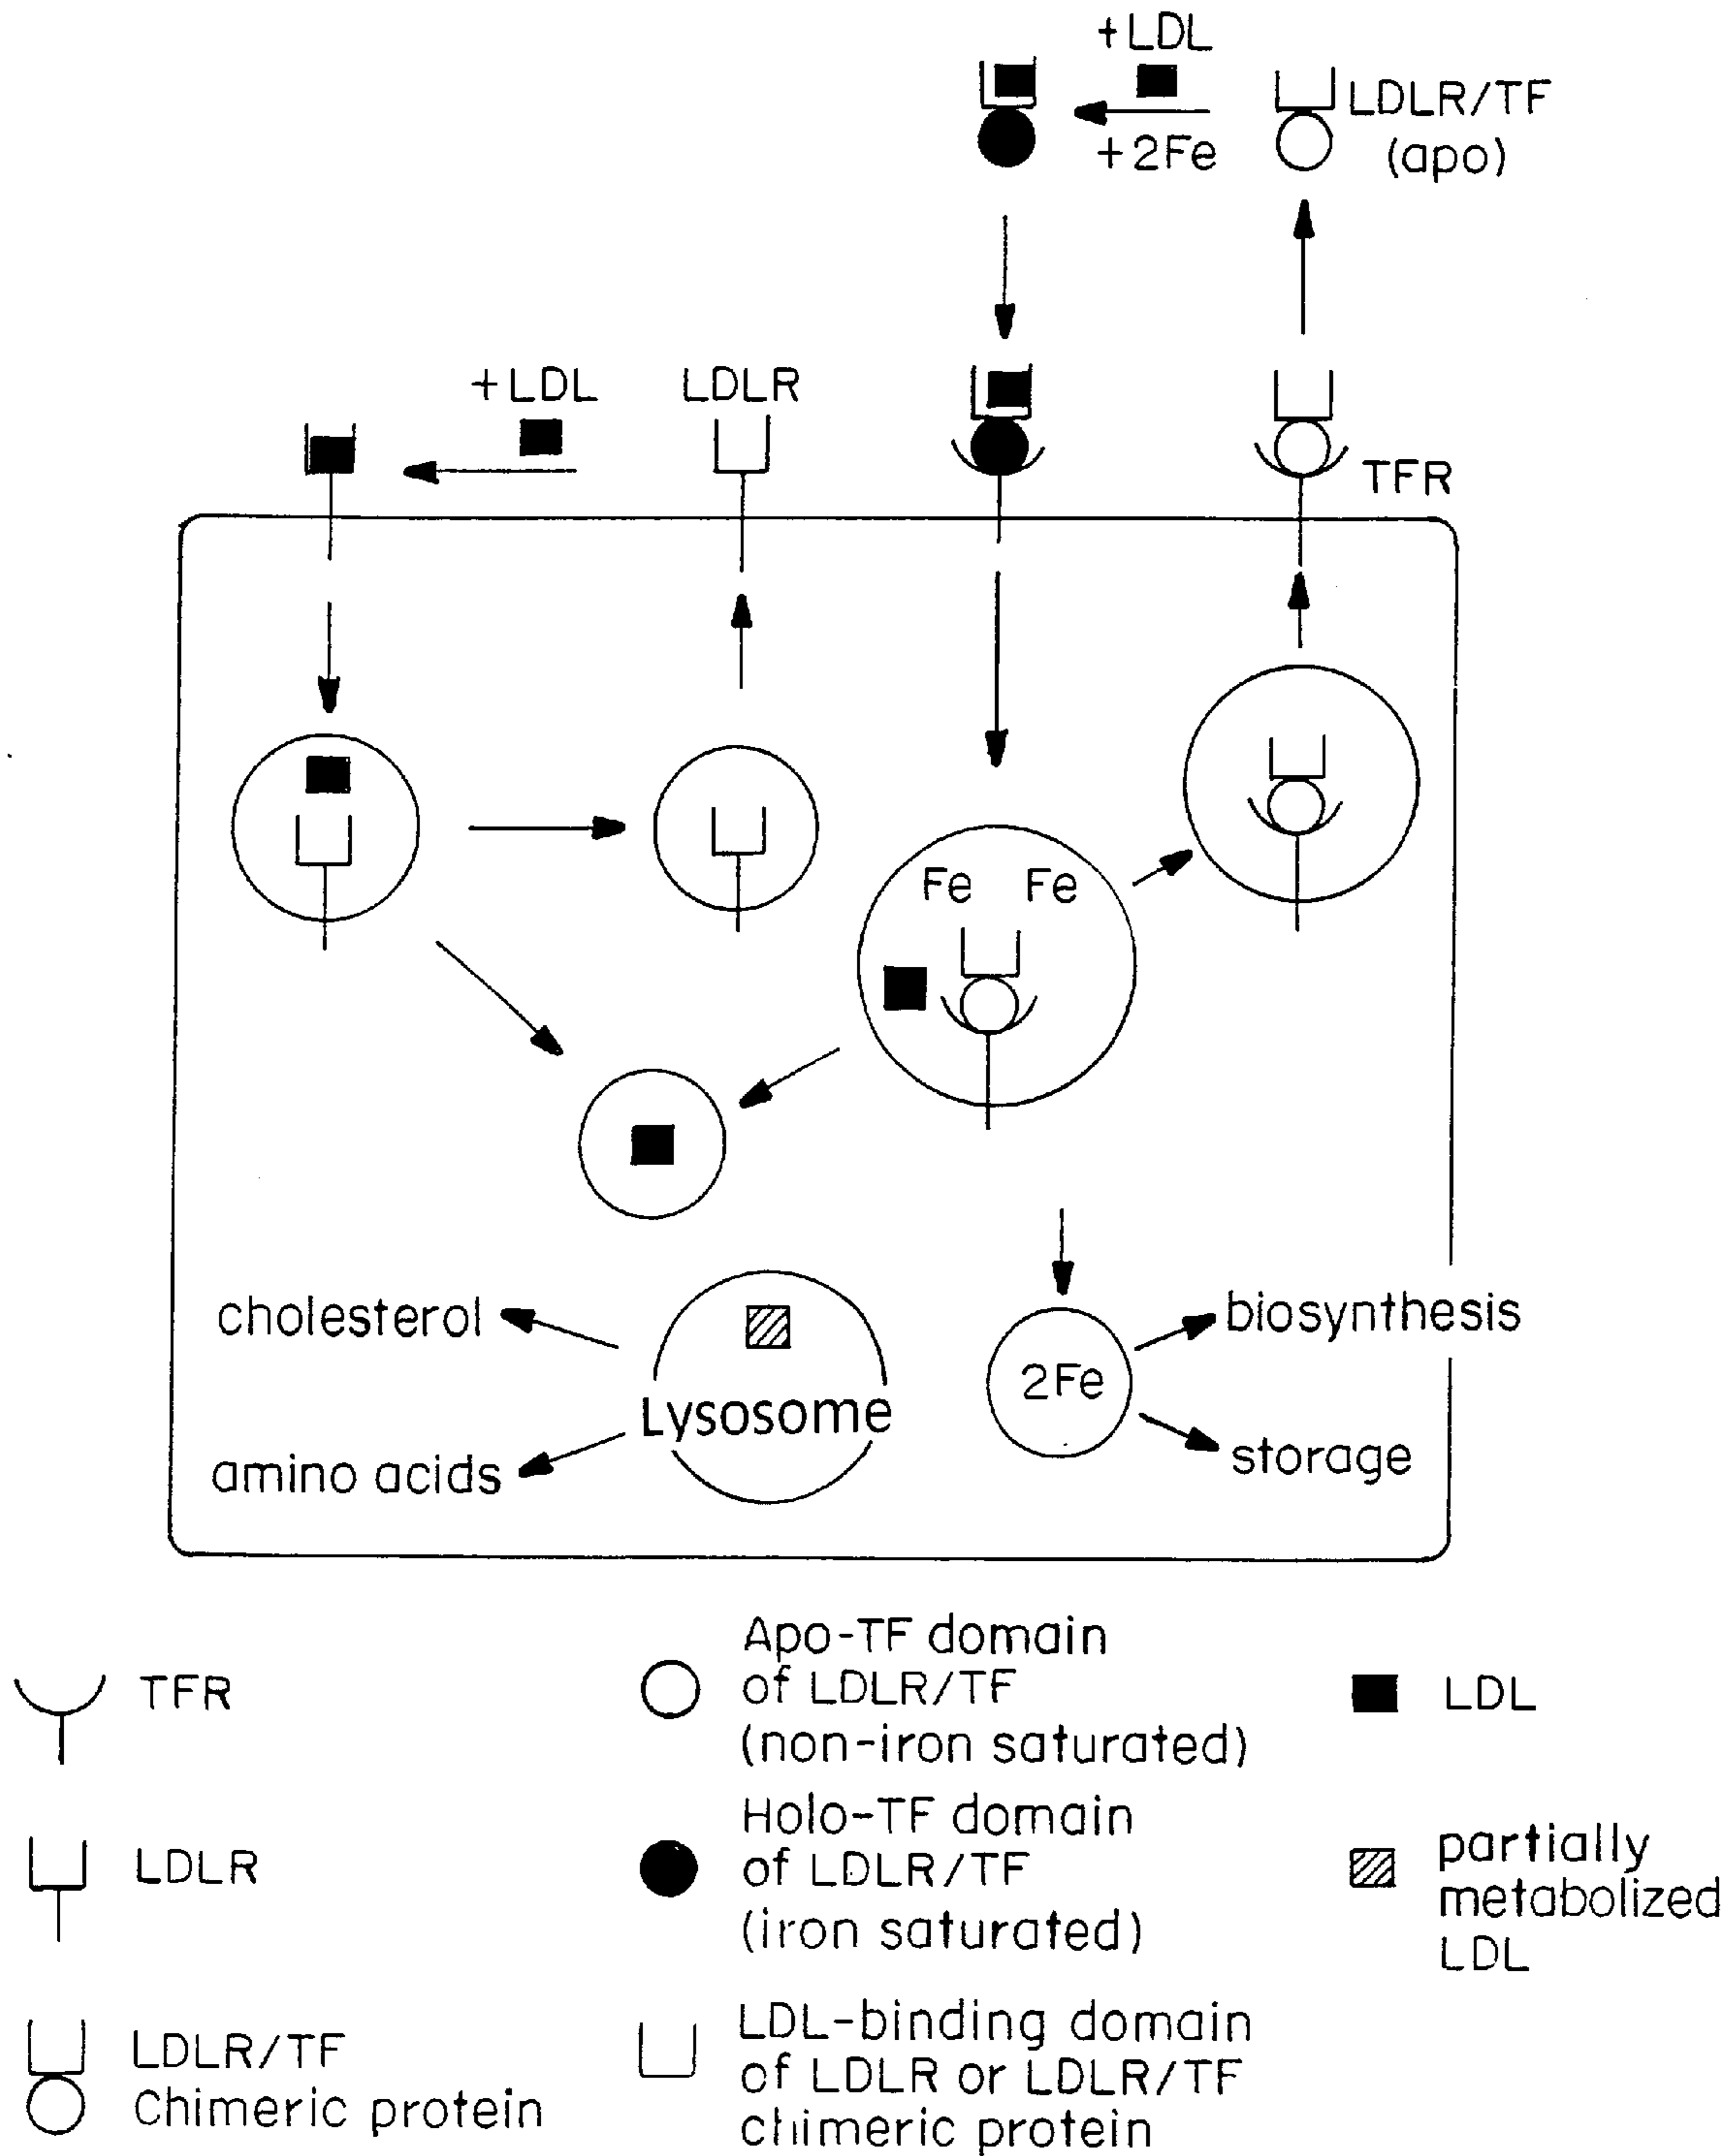 +LDL
+2Fe
LDLR/TF
(apo)
+LDL
LDLR
TFR
Fe Fe
cholesterol
amino acids
Lysosome
2Fe
biosynthesis
storage
TFR
LDLR
LDLR/TF
Chimeric protein
Apo-TF domain
of LDLR/TF
(non-iron saturated)
Holo-TF domain
of LDLR/TF
(iron saturated)
LDL-binding domain
of LDLR or LDLR/TF
chimeric protein
LDL
partially
metabolized
LDL